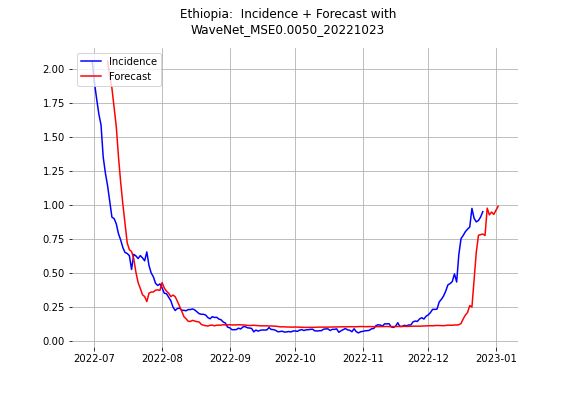 Ethiopia:  Incidence + Forecast with
WaveNet_MSE0.0050_20221023
Incidence
Forecast
2.00
1.75
1.50
1.25
1.00
0.75
0.50
0.25
0.00
2022-07 2022-08 2022-09 2022-10 2022-11 2022-12 2023-01